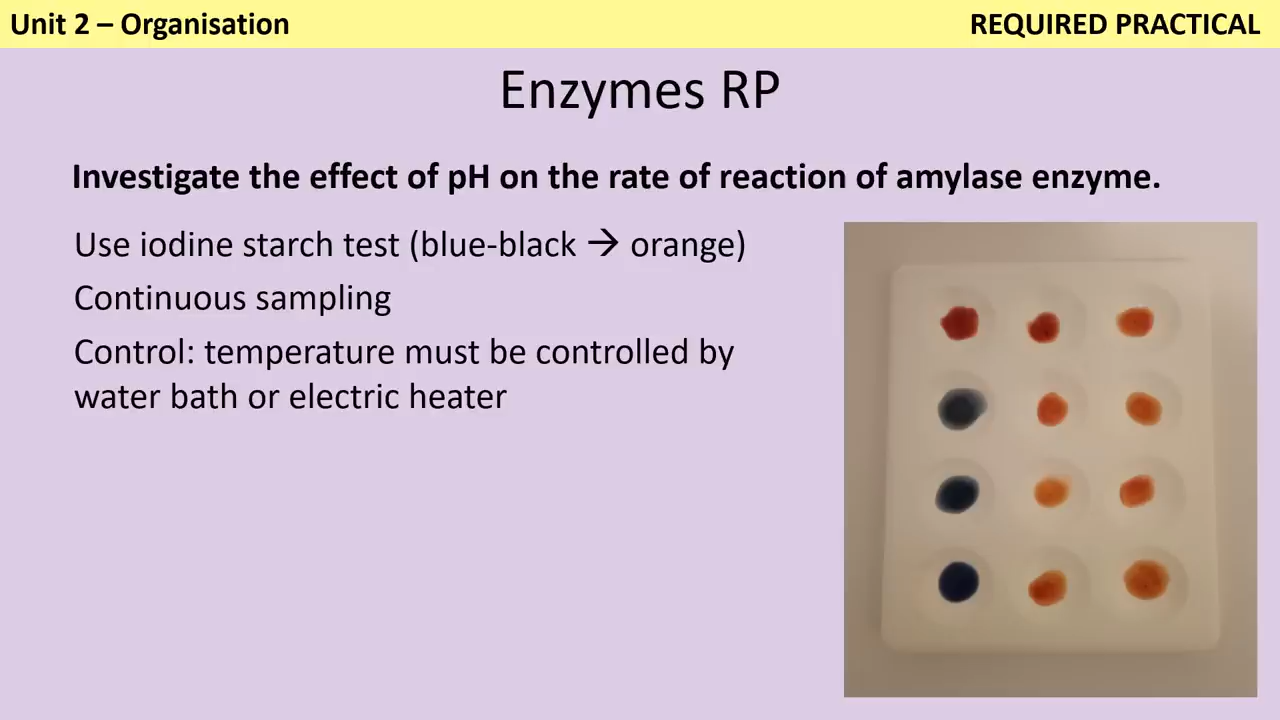 Unit 2 – Organisation
REQUIRED PRACTICAL
Enzymes RP
Investigate the effect of pH on the rate of reaction of amylase enzyme.
Use iodine starch test (blue-black → orange)
Continuous sampling
Control: temperature must be controlled by
water bath or electric heater